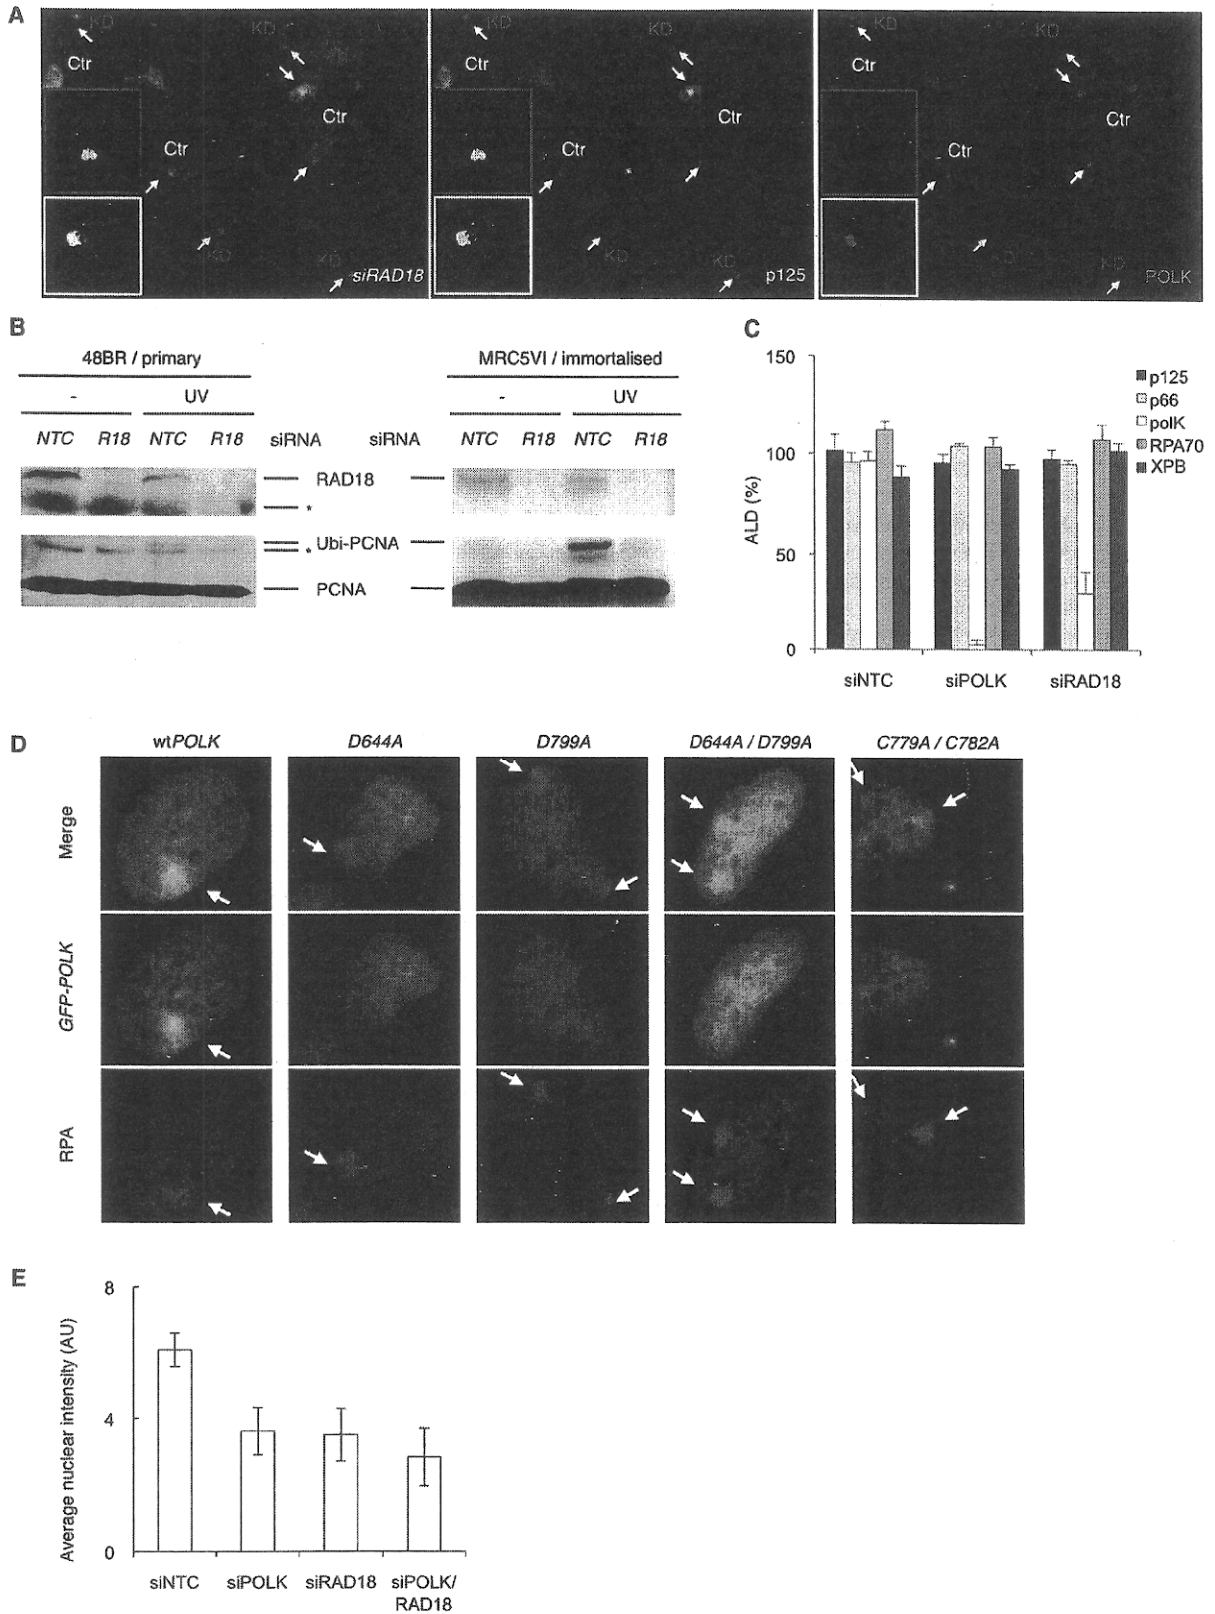 A
KD
KD
Ctr
Ctr
Ctr
KD
KD
siRAD18
KD
KD
Ctr
Ctr
Ctr
KD
KD
p125
KD
KD
Ctr
Ctr
Ctr
KD
KD
POLK
B
48BR / primary
MRC5VI / immortalised
-
UV
-
UV
NTC
R18
NTC
R18
siRNA
siRNA
NTC
R18
NTC
R18
RAD18
*
Ubi-PCNA
*
PCNA
C
150
100
50
0
ALD (%)
p125
p66
polK
RPA70
XPB
siNTC
siPOLK
siRAD18
D
wtPOLK
D644A
D799A
D644A / D799A
C779A / C782A
Merge
GFP-POLK
RPA
E
8
4
0
Average nuclear intensity (AU)
siNTC
siPOLK
siRAD18
siPOLK/
RAD18